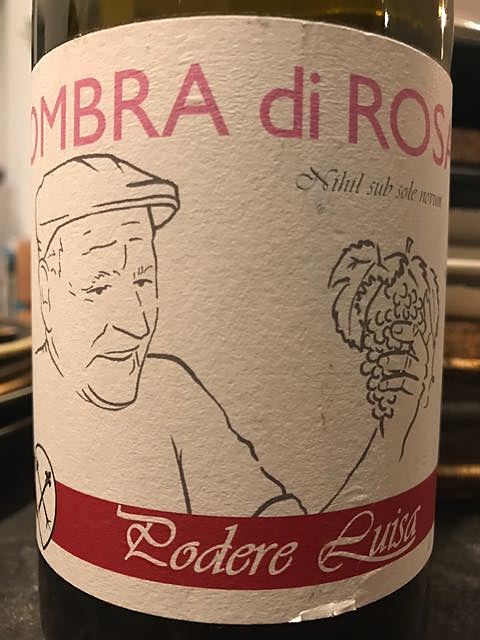 OMBRA di ROSA
Nihil sub sole novum
Podere Luisa